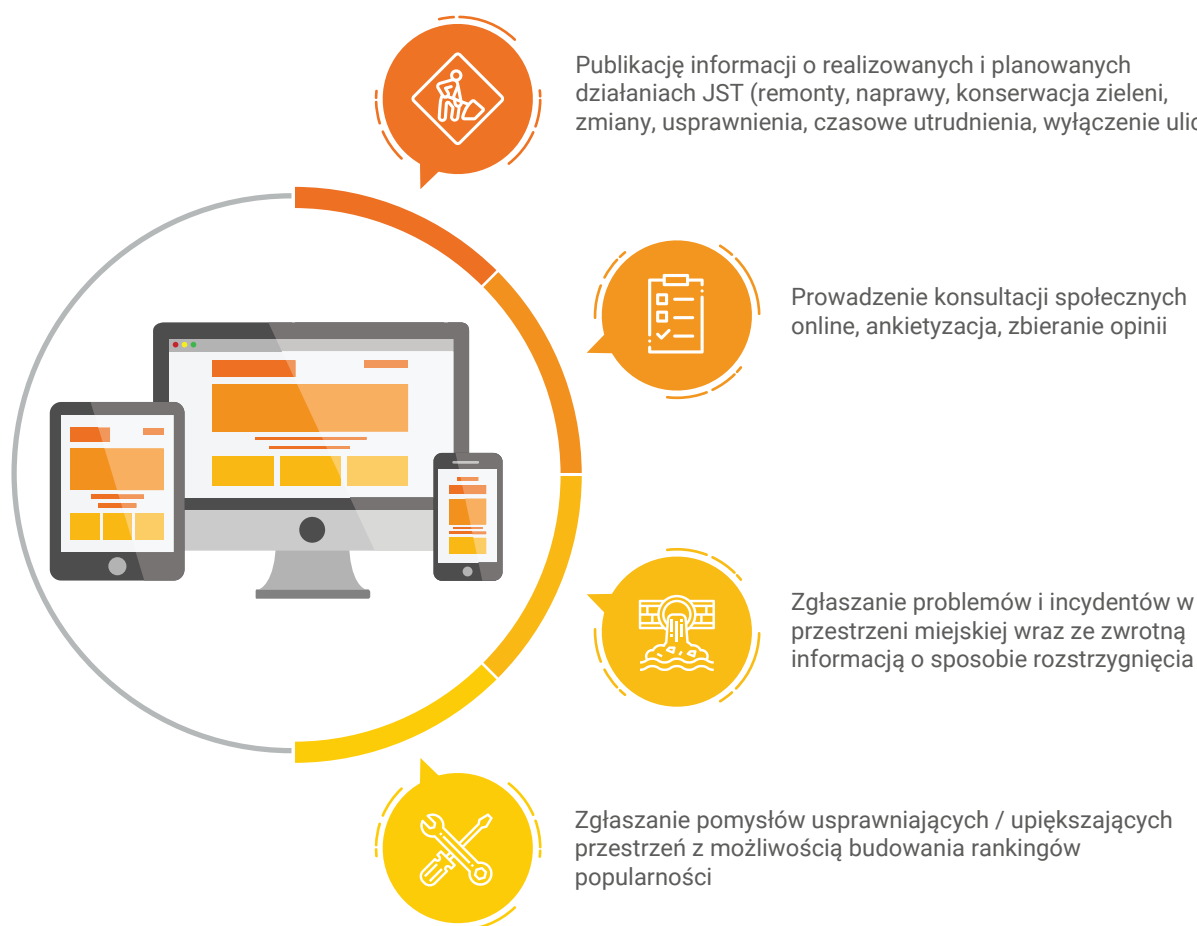 Publikację informacji o realizowanych i planowanych
działaniach JST (remonty, naprawy, konserwacja zieleni,
zmiany, usprawnienia, czasowe utrudnienia, wyłączenie
Prowadzenie konsultacji społecznych
online, ankietyzacja, zbieranie opinii
Zgłaszanie problemów i incydentów w
przestrzeni miejskiej wraz ze zwrotną
informacją o sposobie rozstrzygnięcia
Zgłaszanie pomysłów usprawniających / upiększających
przestrzeń z możliwością budowania rankingów
popularności